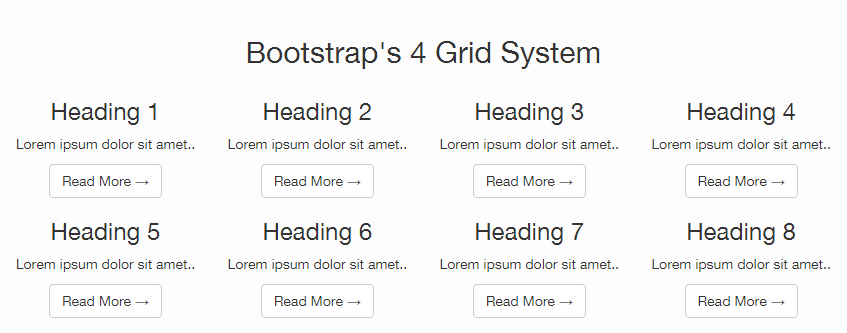 Bootstrap's 4 Grid System
Heading 1 Heading 2 Heading 3 Heading 4
Lorem ipsum dolor sit amet.. Lorem ipsum dolor sit amet.. Lorem ipsum dolor sit amet.. Lorem ipsum dolor sit amet..
Read More → Read More → Read More → Read More →
Heading 5 Heading 6 Heading 7 Heading 8
Lorem ipsum dolor sit amet.. Lorem ipsum dolor sit amet.. Lorem ipsum dolor sit amet.. Lorem ipsum dolor sit amet..
Read More → Read More → Read More → Read More →